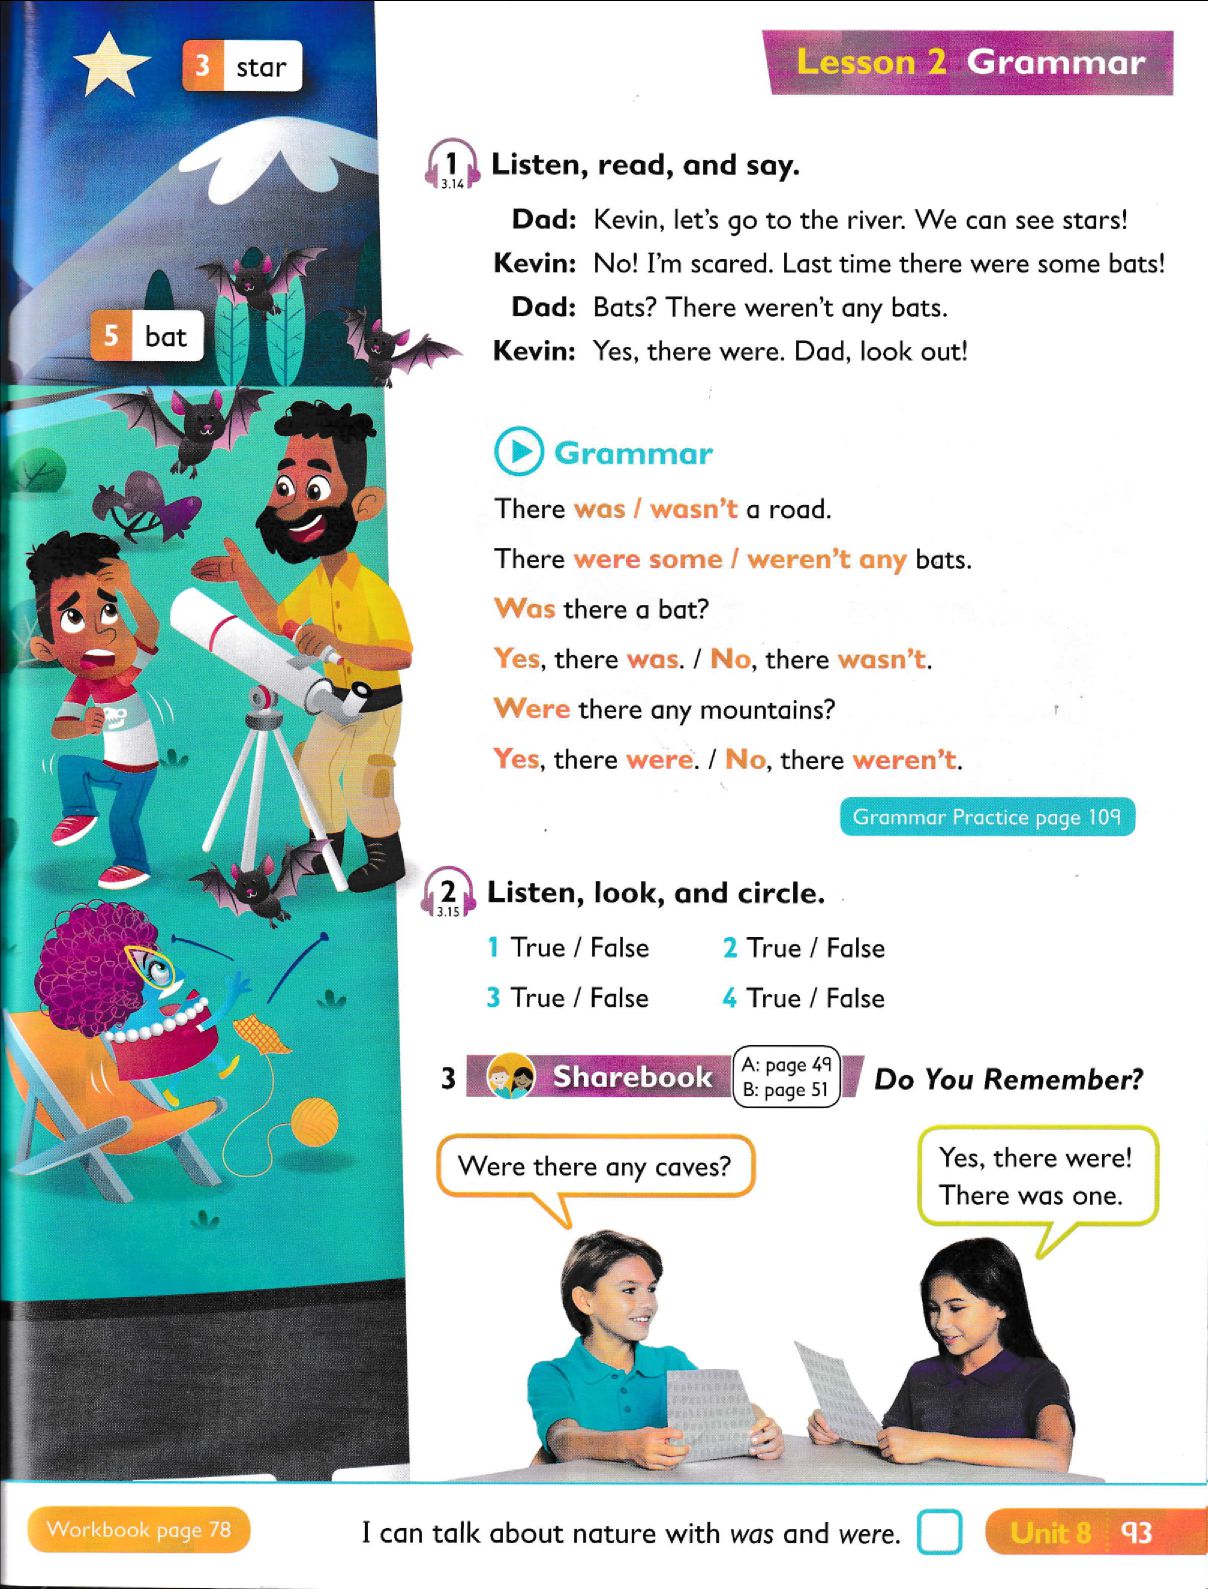 3 star
5 bat
Lesson 2 Grammar
1 Listen, read, and say.
3.14
Dad: Kevin, let's go to the river. We can see stars!
Kevin: No! I'm scared. Last time there were some bats!
Dad: Bats? There weren't any bats.
Kevin: Yes, there were. Dad, look out!
Grammar
There was / wasn't a road.
There were some / weren't any bats.
Was there a bat?
Yes, there was. / No, there wasn't.
Were there any mountains?
Yes, there were. / No, there weren't.
Grammar Practice page 109
2 Listen, look, and circle.
3.15
1 True / False 2 True / False
3 True / False 4 True / False
3 Sharebook A: page 49 B: page 51 Do You Remember?
Were there any caves?
Yes, there were!
There was one.
Workbook page 78
I can talk about nature with was and were.
Unit 8 93